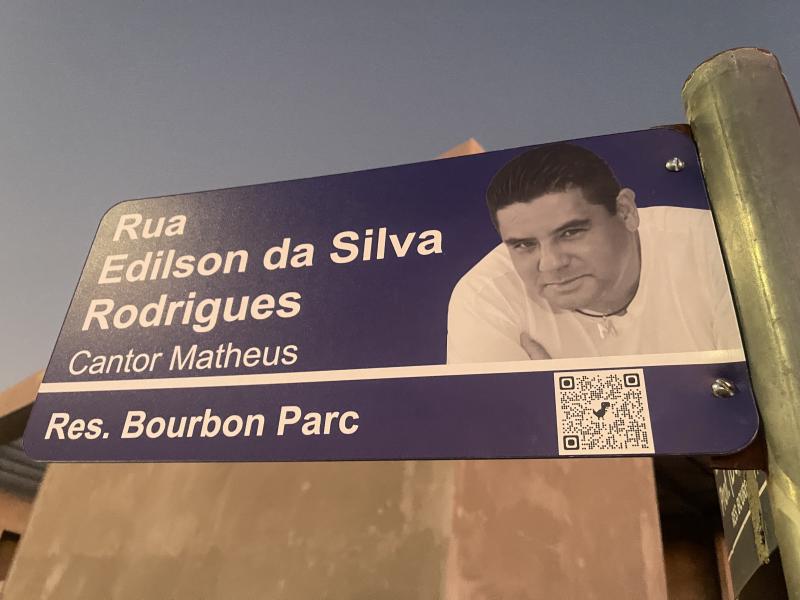 Rua
Edilson da Silva
Rodrigues
Cantor Matheus
Res. Bourbon Parc